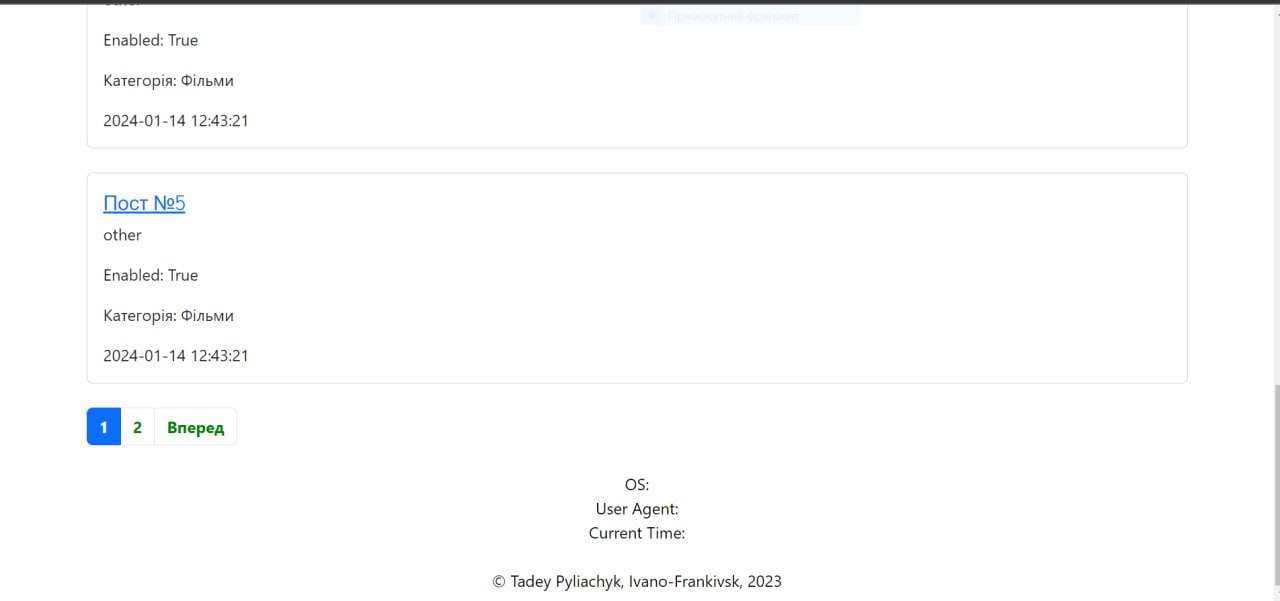 Прямокутний фрагмент
Enabled: True
Категорія: Фільми
2024-01-14 12:43:21
Пост №5
other
Enabled: True
Категорія: Фільми
2024-01-14 12:43:21
1 2 Вперед
OS:
User Agent:
Current Time:
© Tadey Pyliachyk, Ivano-Frankivsk, 2023